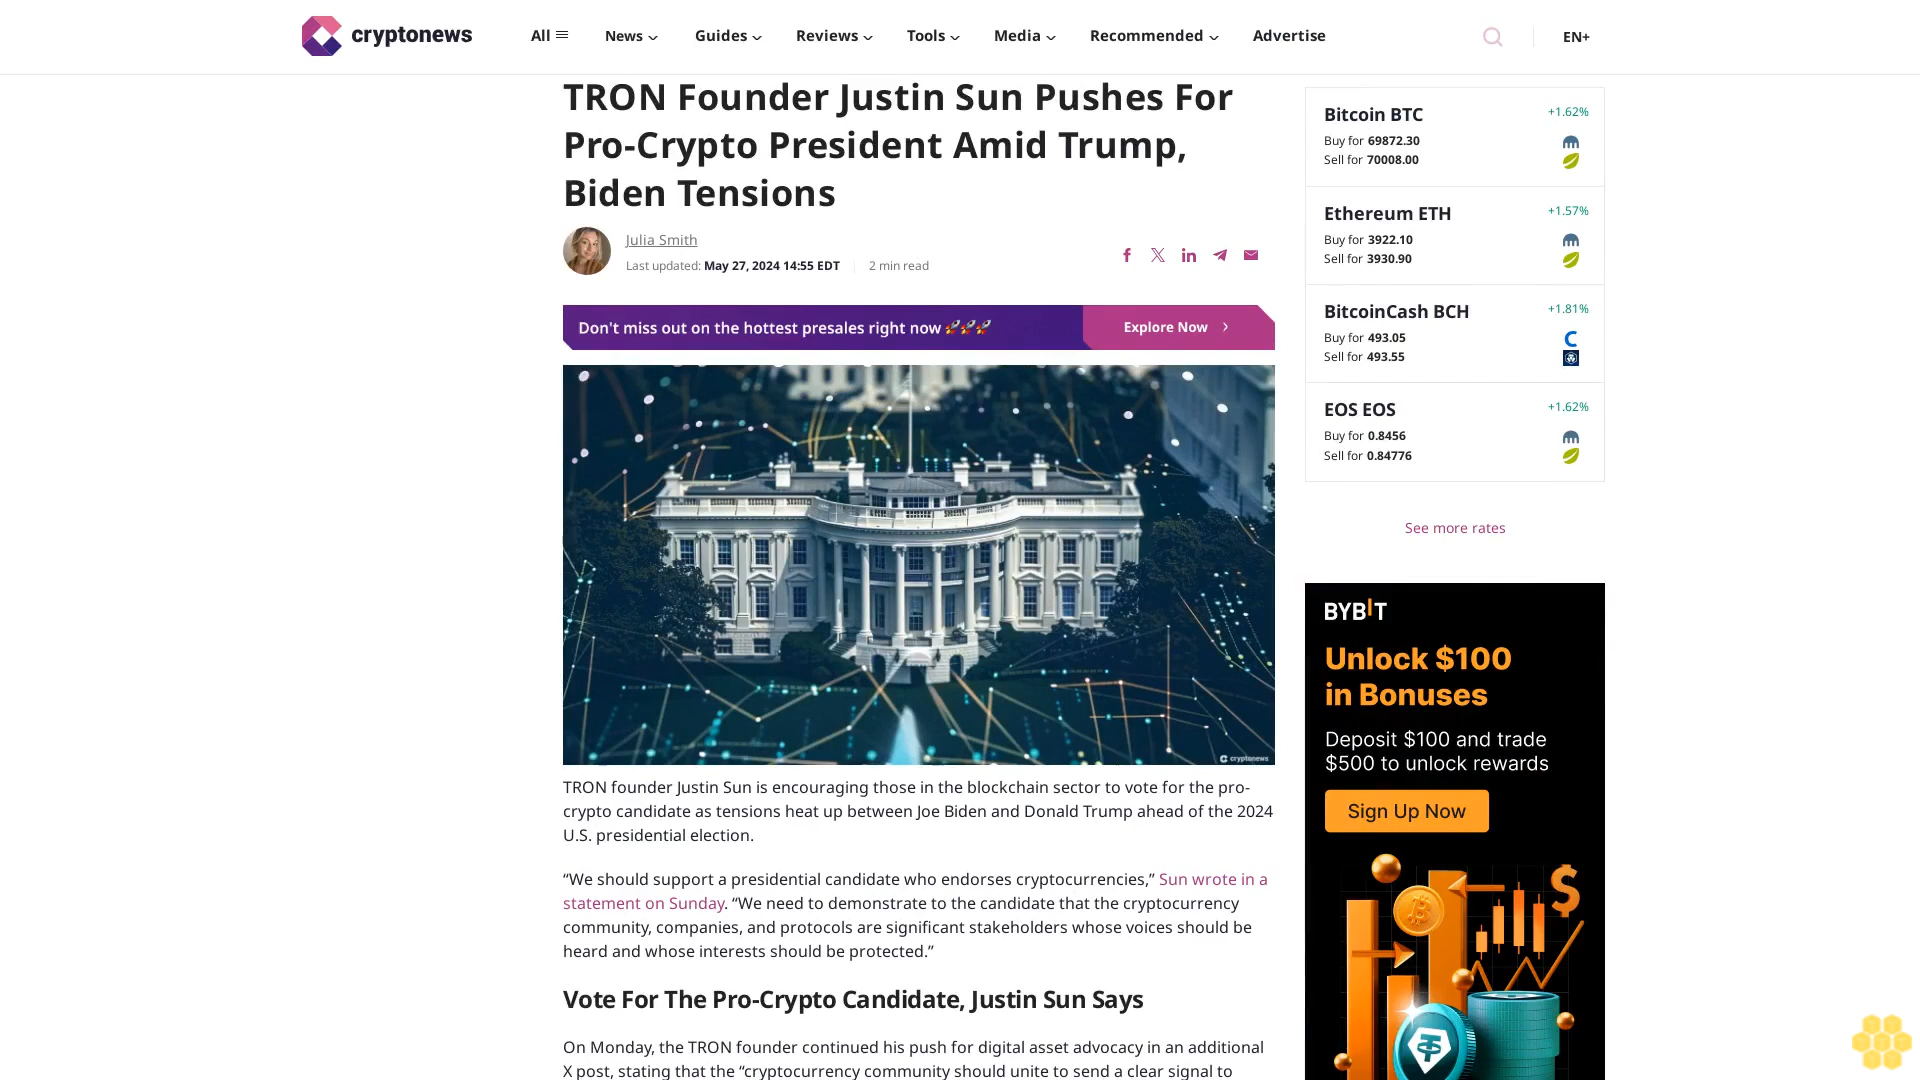 cryptonews
All
News
Guides
Reviews
Tools
Media
Recommended
Advertise
EN+
TRON Founder Justin Sun Pushes For
Pro-Crypto President Amid Trump,
Biden Tensions
Julia Smith
Last updated: May 27, 2024 14:55 EDT
2 min read
Don't miss out on the hottest presales right now 🚀🚀🚀
Explore Now
cryptonews
TRON founder Justin Sun is encouraging those in the blockchain sector to vote for the pro-
crypto candidate as tensions heat up between Joe Biden and Donald Trump ahead of the 2024
U.S. presidential election.
“We should support a presidential candidate who endorses cryptocurrencies,” Sun wrote in a
statement on Sunday. “We need to demonstrate to the candidate that the cryptocurrency
community, companies, and protocols are significant stakeholders whose voices should be
heard and whose interests should be protected.”
Vote For The Pro-Crypto Candidate, Justin Sun Says
On Monday, the TRON founder continued his push for digital asset advocacy in an additional
X post, stating that the “cryptocurrency community should unite to send a clear signal to
Bitcoin BTC
+1.62%
Buy for 69872.30
Sell for 70008.00
Ethereum ETH
+1.57%
Buy for 3922.10
Sell for 3930.90
BitcoinCash BCH
+1.81%
Buy for 493.05
Sell for 493.55
EOS EOS
+1.62%
Buy for 0.8456
Sell for 0.84776
See more rates
BYBIT
Unlock $100
in Bonuses
Deposit $100 and trade
$500 to unlock rewards
Sign Up Now